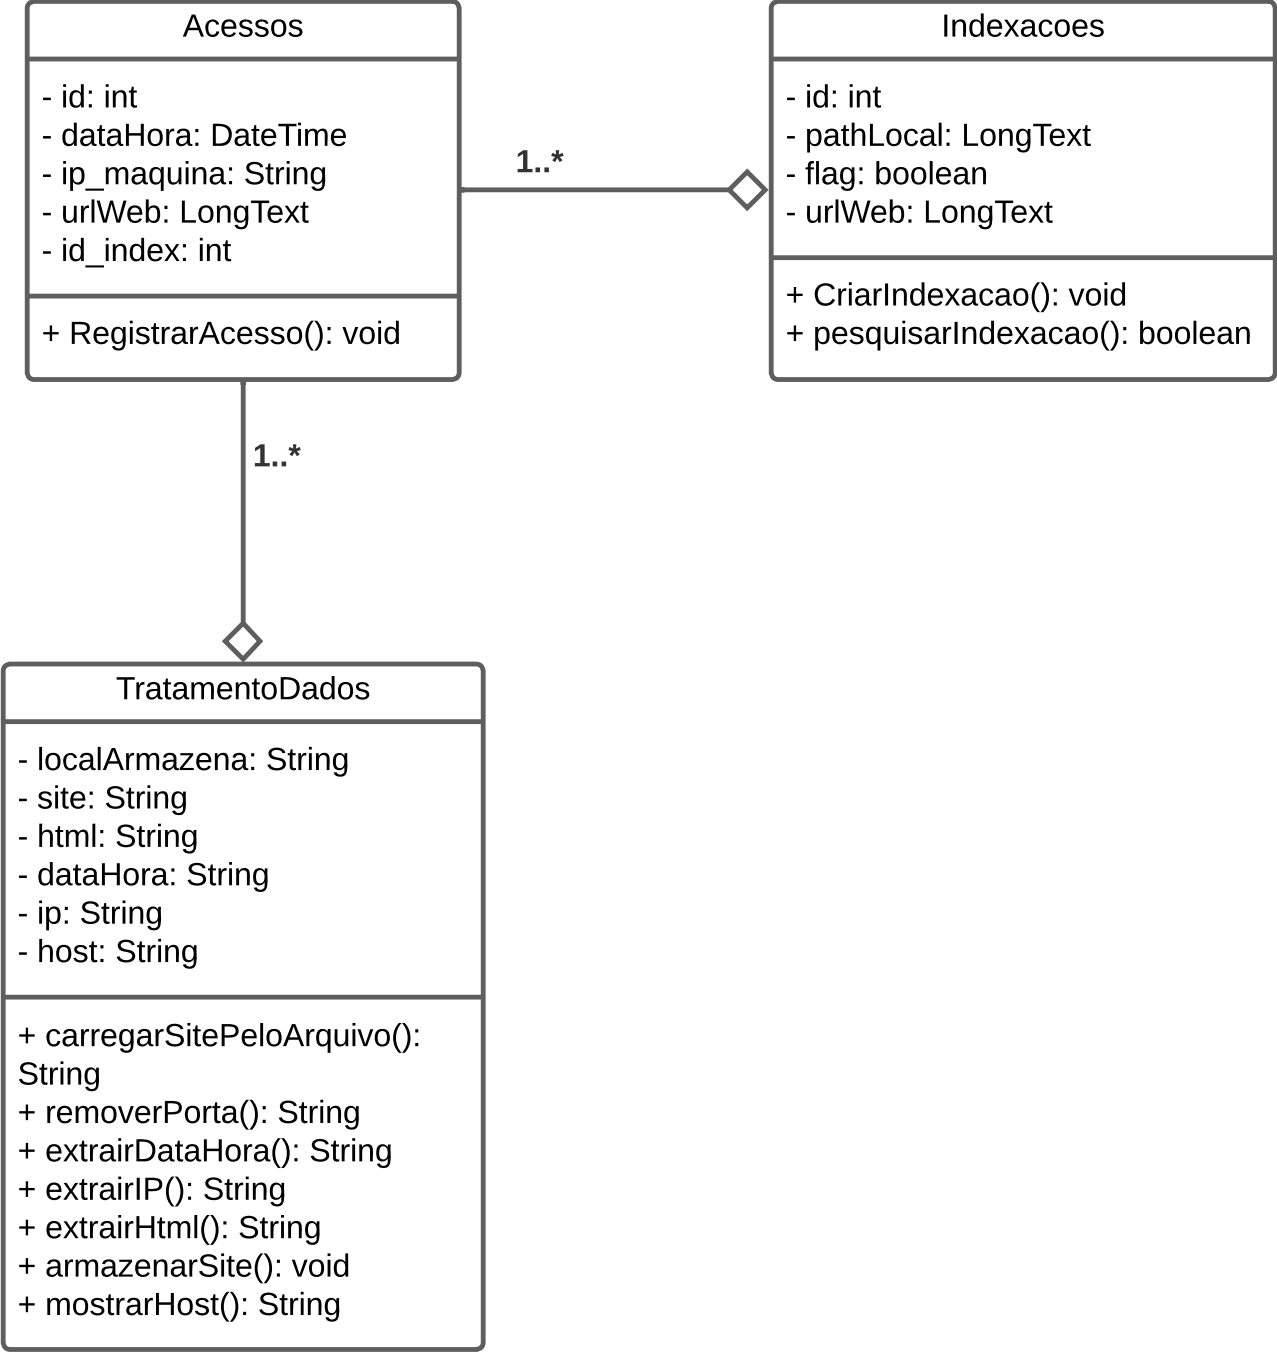 Acessos
- id: int
- dataHora: DateTime
- ip_maquina: String
- urlWeb: LongText
- id_index: int
+ RegistrarAcesso(): void
1..*
Indexacoes
- id: int
- pathLocal: LongText
- flag: boolean
- urlWeb: LongText
+ CriarIndexacao(): void
+ pesquisarIndexacao(): boolean
1..*
TratamentoDados
- localArmazena: String
- site: String
- html: String
- dataHora: String
- ip: String
- host: String
+ carregarSitePeloArquivo():
String
+ removerPorta(): String
+ extrairDataHora(): String
+ extrairIP(): String
+ extrairHtml(): String
+ armazenarSite(): void
+ mostrarHost(): String